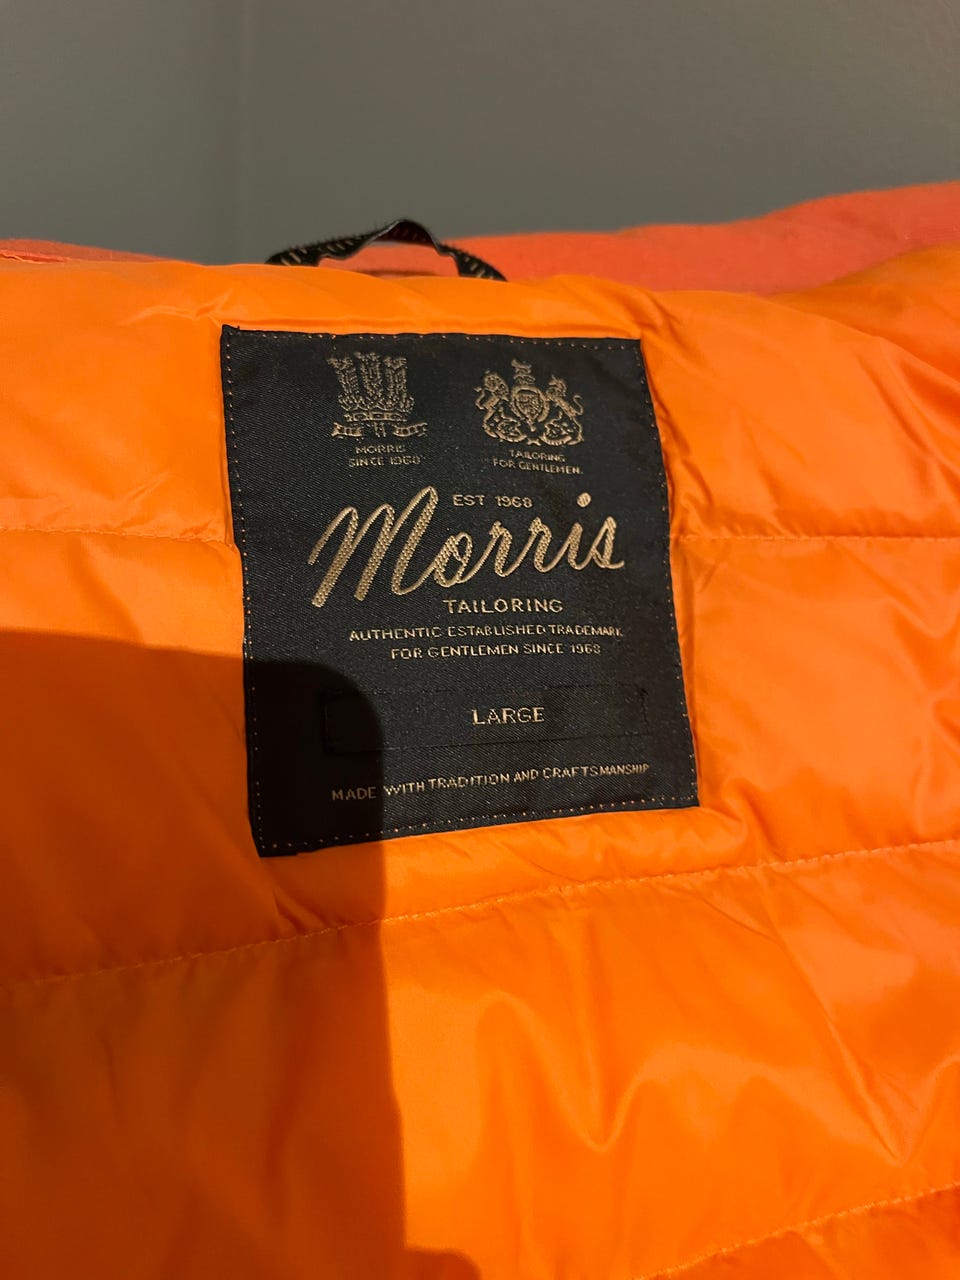 MORRIS
SINCE 1968
TAILORING
FOR GENTLEMEN.
EST 1968
Morris
TAILORING
AUTHENTIC ESTABLISHED TRADEMARK
FOR GENTLEMEN SINCE 1968
LARGE
MADE WITH TRADITION AND CRAFTSMANSHIP